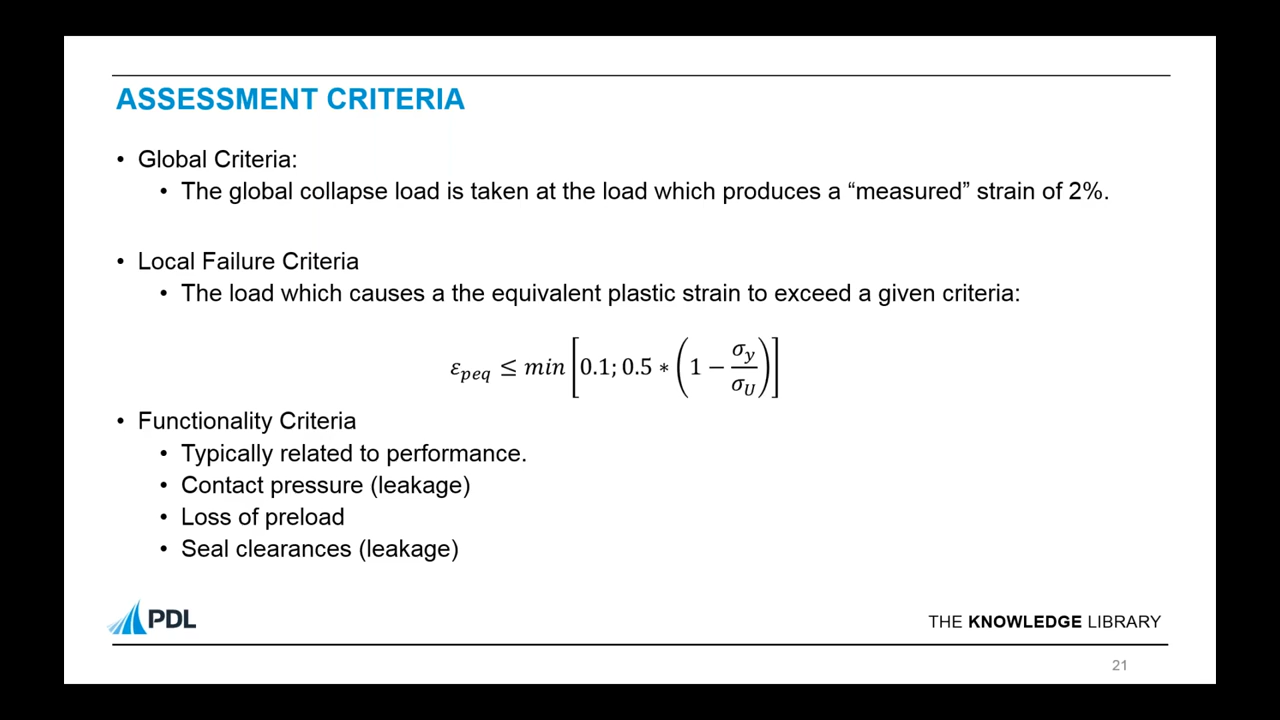 ASSESSMENT CRITERIA
• Global Criteria:
• The global collapse load is taken at the load which produces a “measured” strain of 2%.
• Local Failure Criteria
• The load which causes a the equivalent plastic strain to exceed a given criteria:
ε_peq ≤ min [0.1; 0.5 * (1 − σ_y/σ_U)]
• Functionality Criteria
• Typically related to performance.
• Contact pressure (leakage)
• Loss of preload
• Seal clearances (leakage)
PDL
THE KNOWLEDGE LIBRARY
21